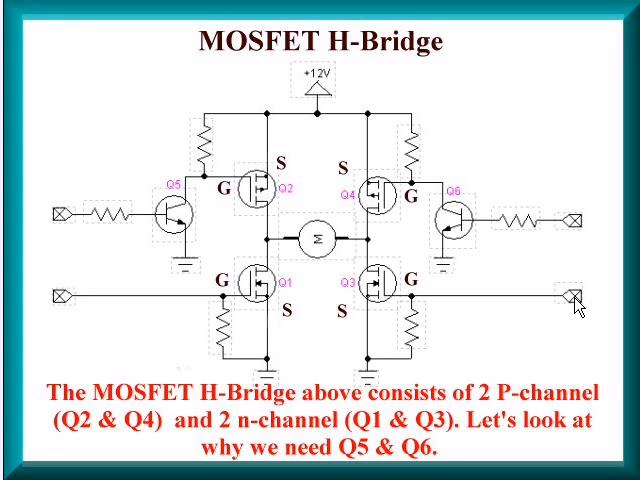 MOSFET H-Bridge
+12V
S S
Q5 G Q2 Q4 G Q6
M
G Q1 Q3 G
S S
The MOSFET H-Bridge above consists of 2 P-channel
(Q2 & Q4) and 2 n-channel (Q1 & Q3). Let's look at
why we need Q5 & Q6.